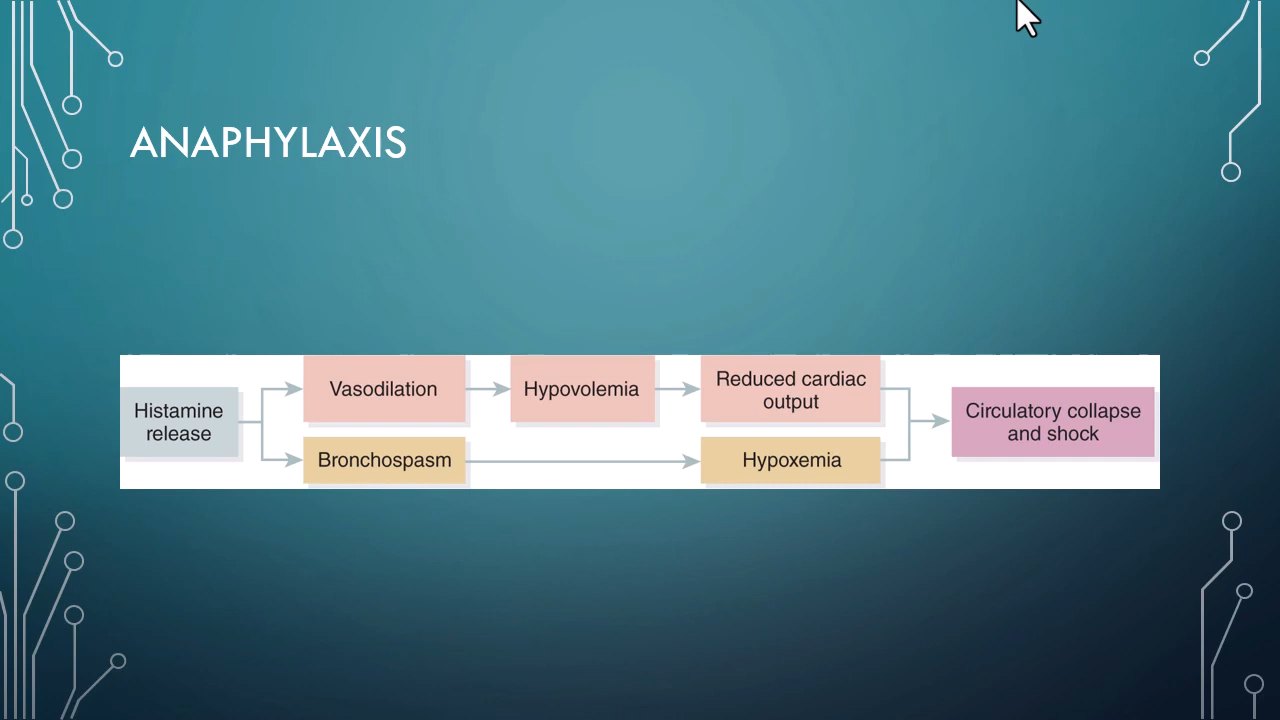 ANAPHYLAXIS
Histamine
release
Vasodilation
Hypovolemia
Reduced cardiac
output
Bronchospasm
Hypoxemia
Circulatory collapse
and shock